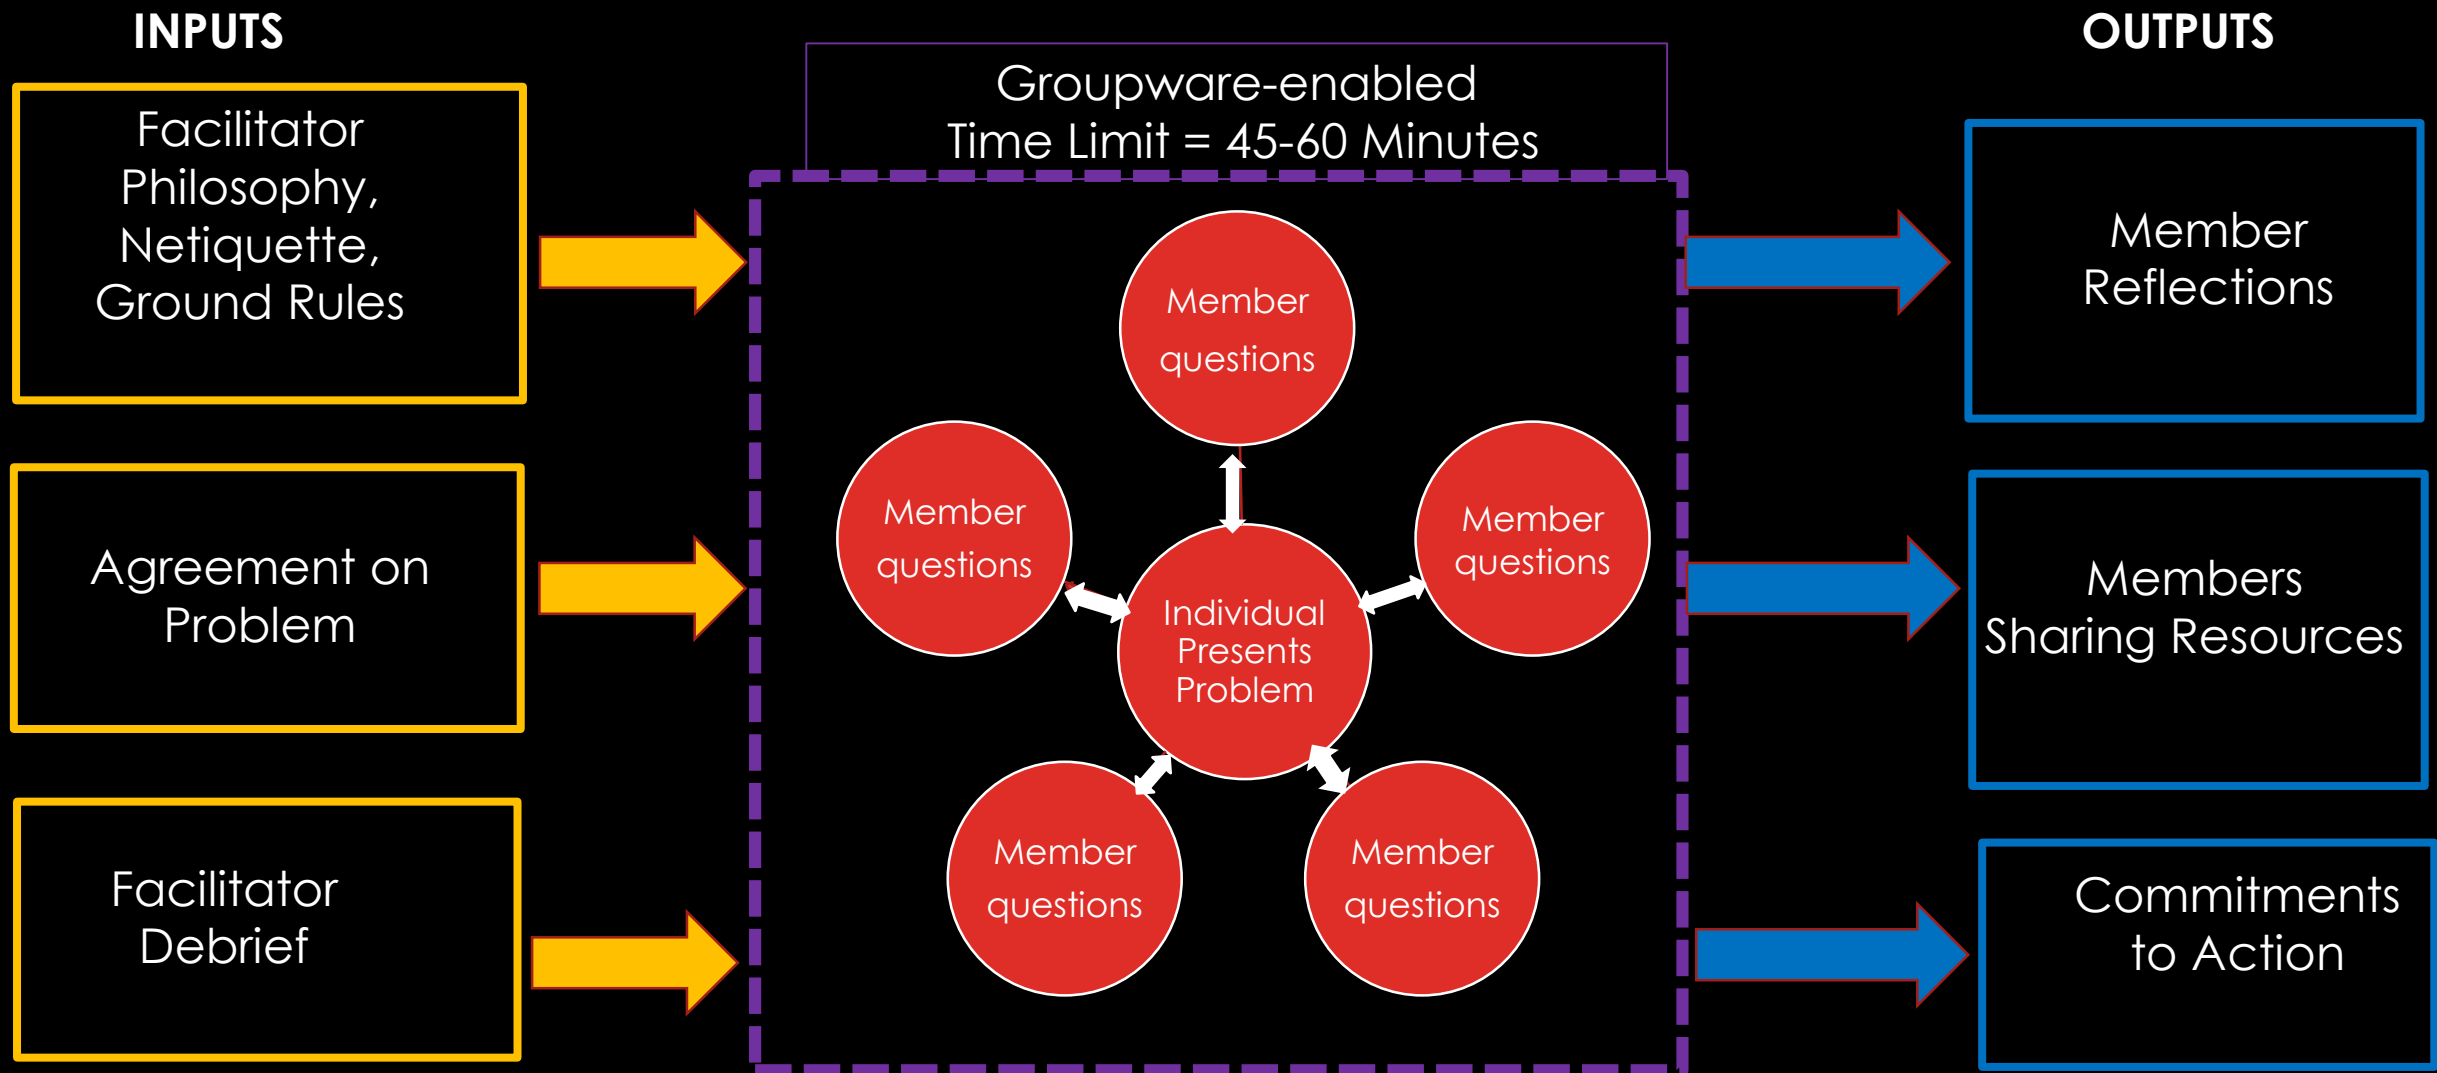 INPUTS
Facilitator
Philosophy,
Netiquette,
Ground Rules
Agreement on
Problem
Facilitator
Debrief
Groupware-enabled
Time Limit = 45-60 Minutes
Member
questions
Member
questions
Member
questions
Individual
Presents
Problem
Member
questions
Member
questions
OUTPUTS
Member
Reflections
Members
Sharing Resources
Commitments
to Action